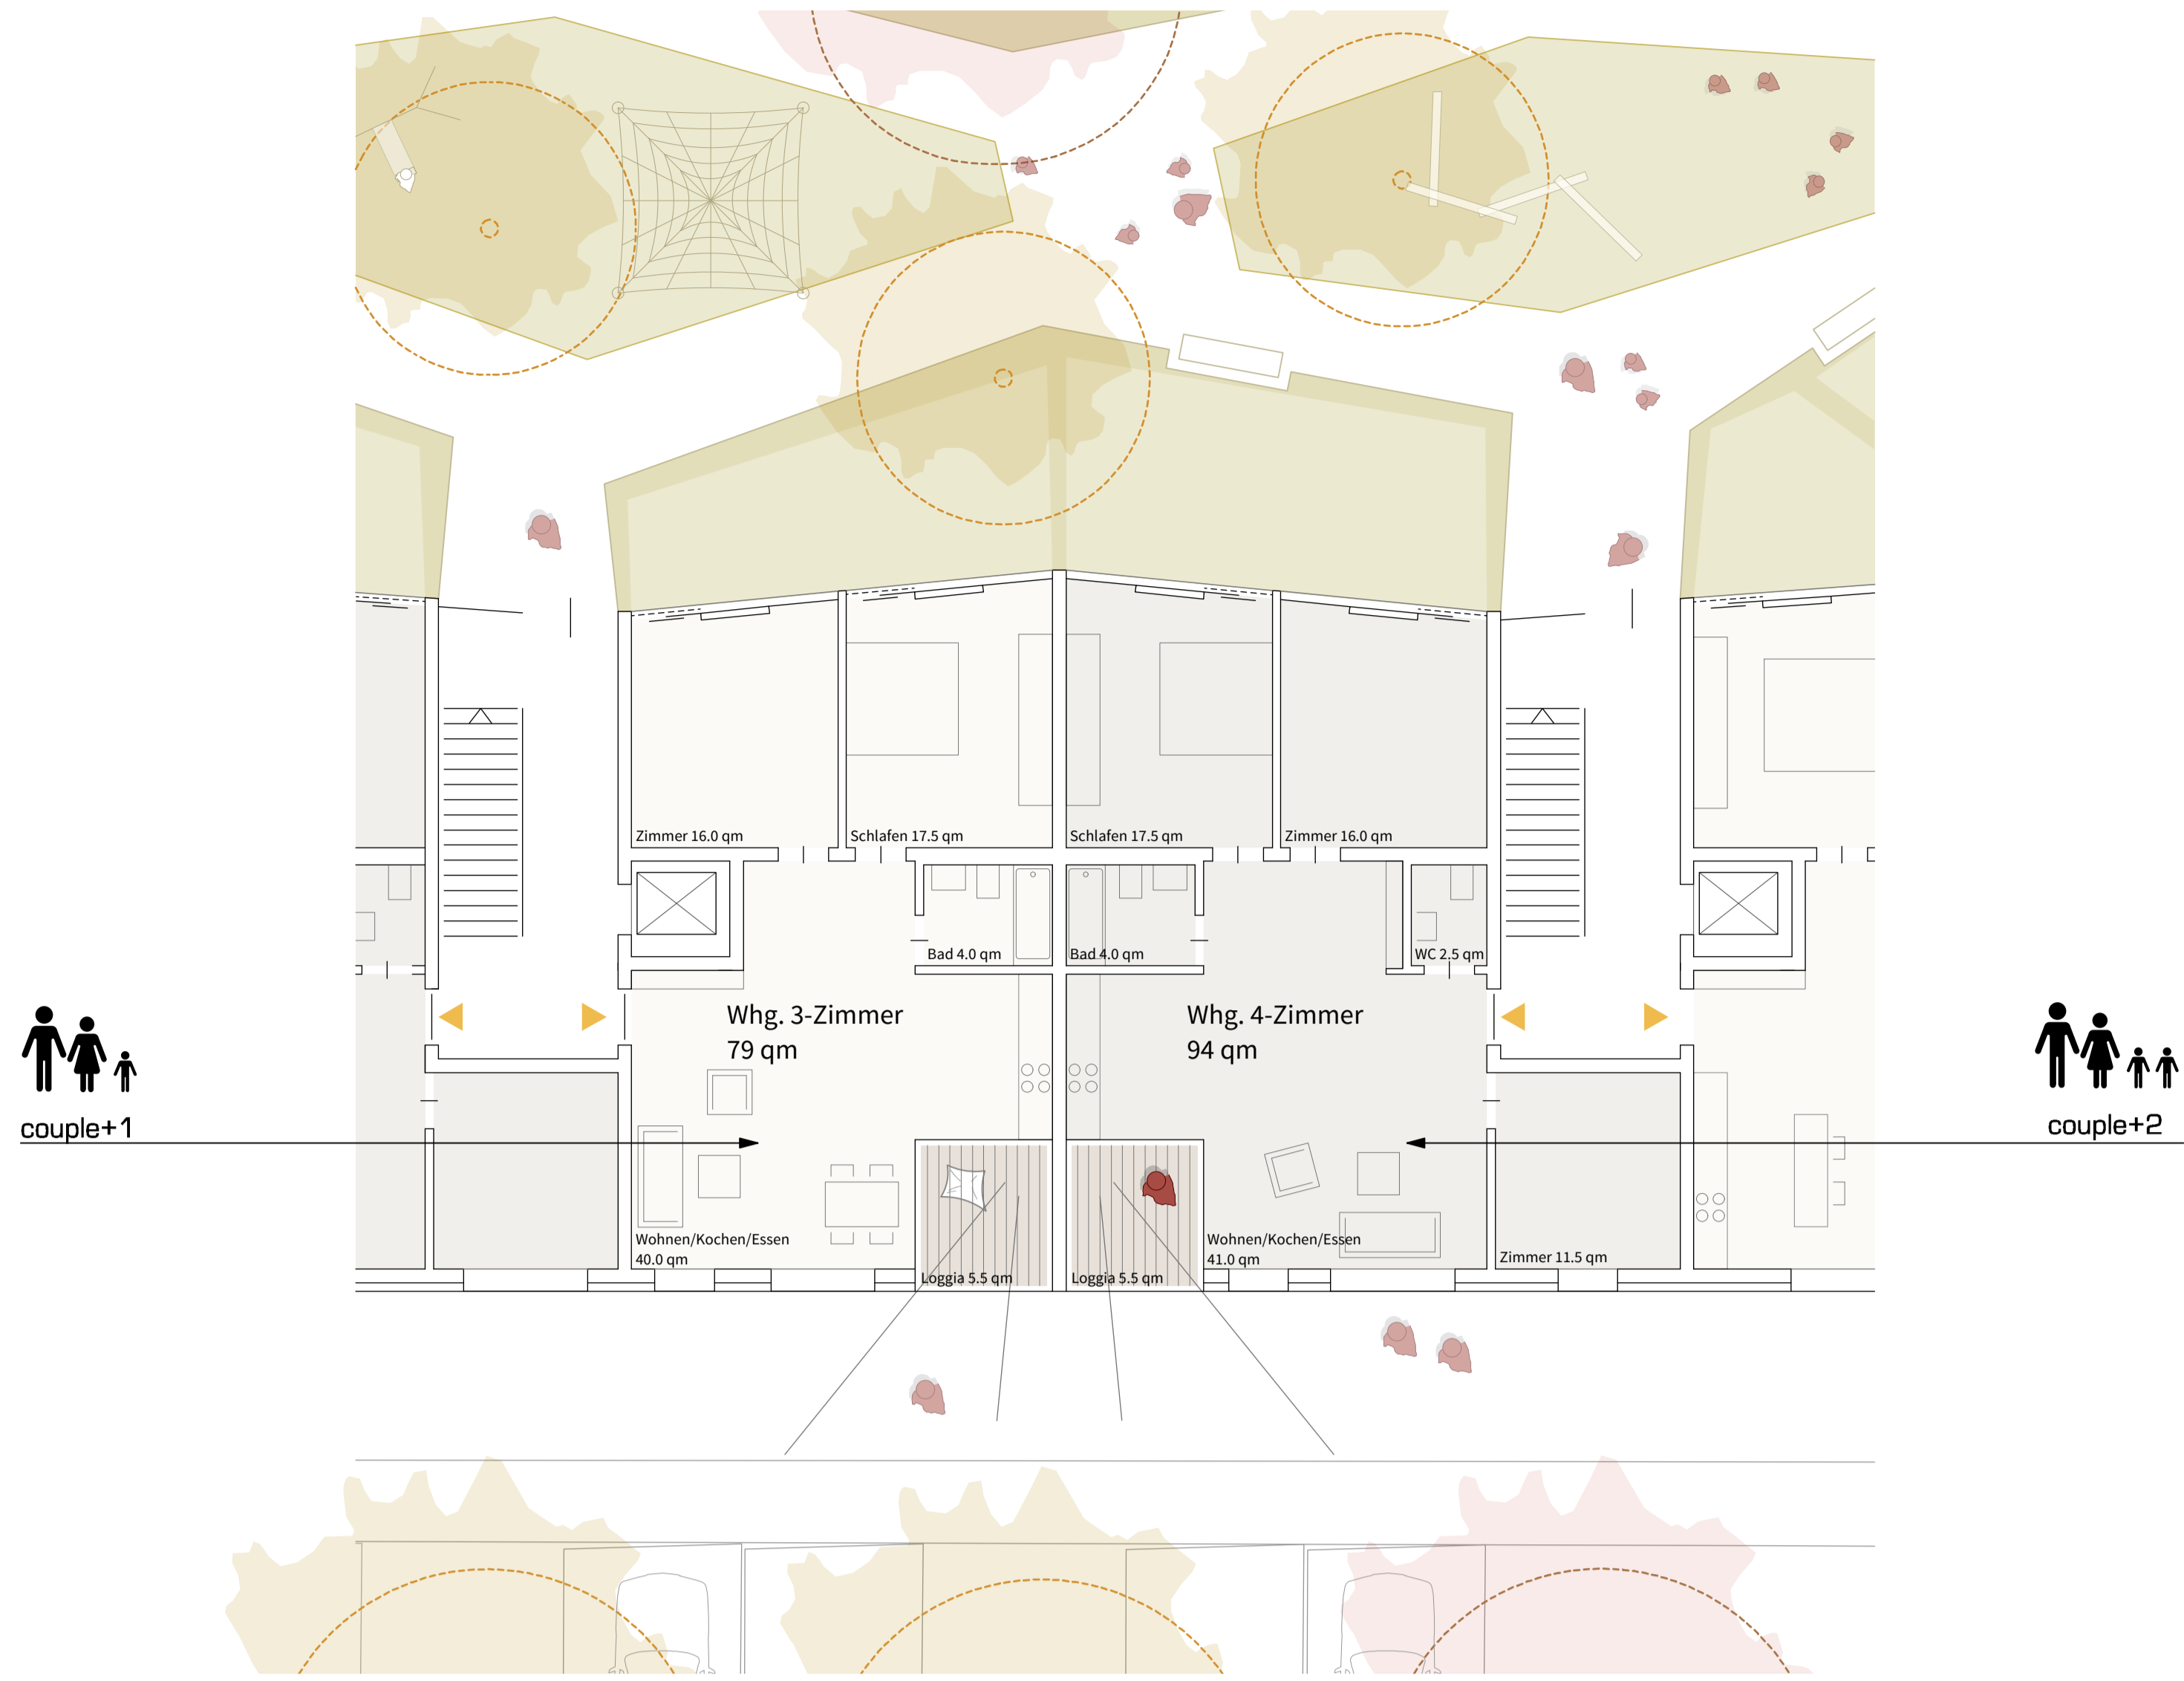 Zimmer 16.0 qm
Schlafen 17.5 qm
Schlafen 17.5 qm
Zimmer 16.0 qm
Bad 4.0 qm
Bad 4.0 qm
WC 2.5 qm
Whg. 3-Zimmer
79 qm
Whg. 4-Zimmer
94 qm
couple+1
couple+2
Wohnen/Kochen/Essen
40.0 qm
Loggia 5.5 qm
Loggia 5.5 qm
Wohnen/Kochen/Essen
41.0 qm
Zimmer 11.5 qm